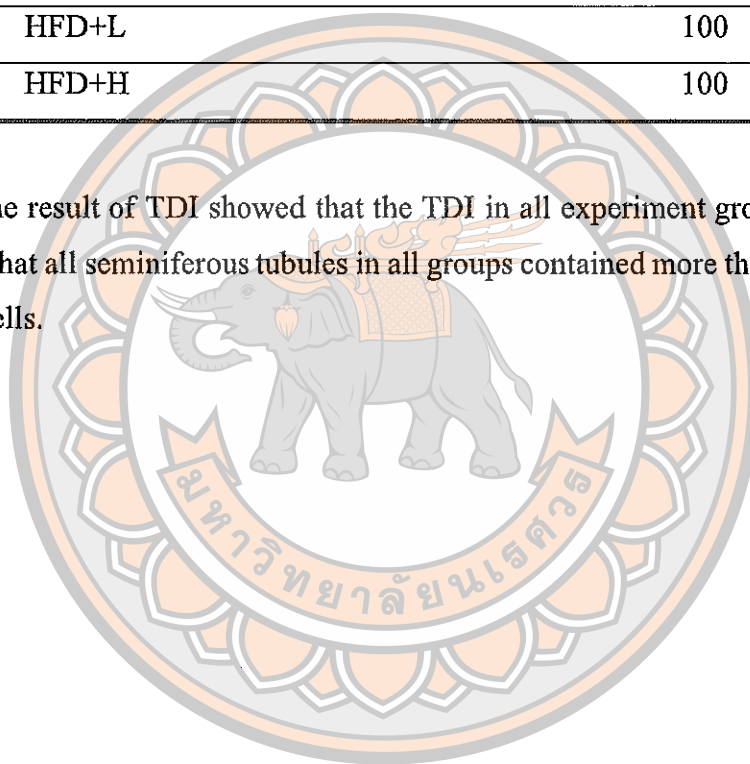 HFD+L 100
HFD+H 100
e result of TDI showed that the TDI in all experiment gro
hat all seminiferous tubules in all groups contained more th
ells.
มหาวิทยาลัยนเรศวร